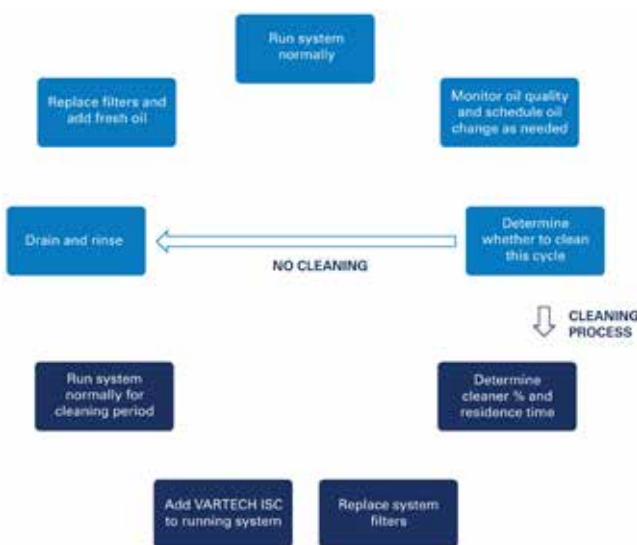 Run system
normally
Replace filters and
add fresh oil
Monitor oil quality
and schedule oil
change as needed
Drain and rinse
NO CLEANING
Determine
whether to clean
this cycle
CLEANING
PROCESS
Run system
normally for
cleaning period
Determine
cleaner % and
residence time
Add VARTECH ISC
to running system
Replace system
filters